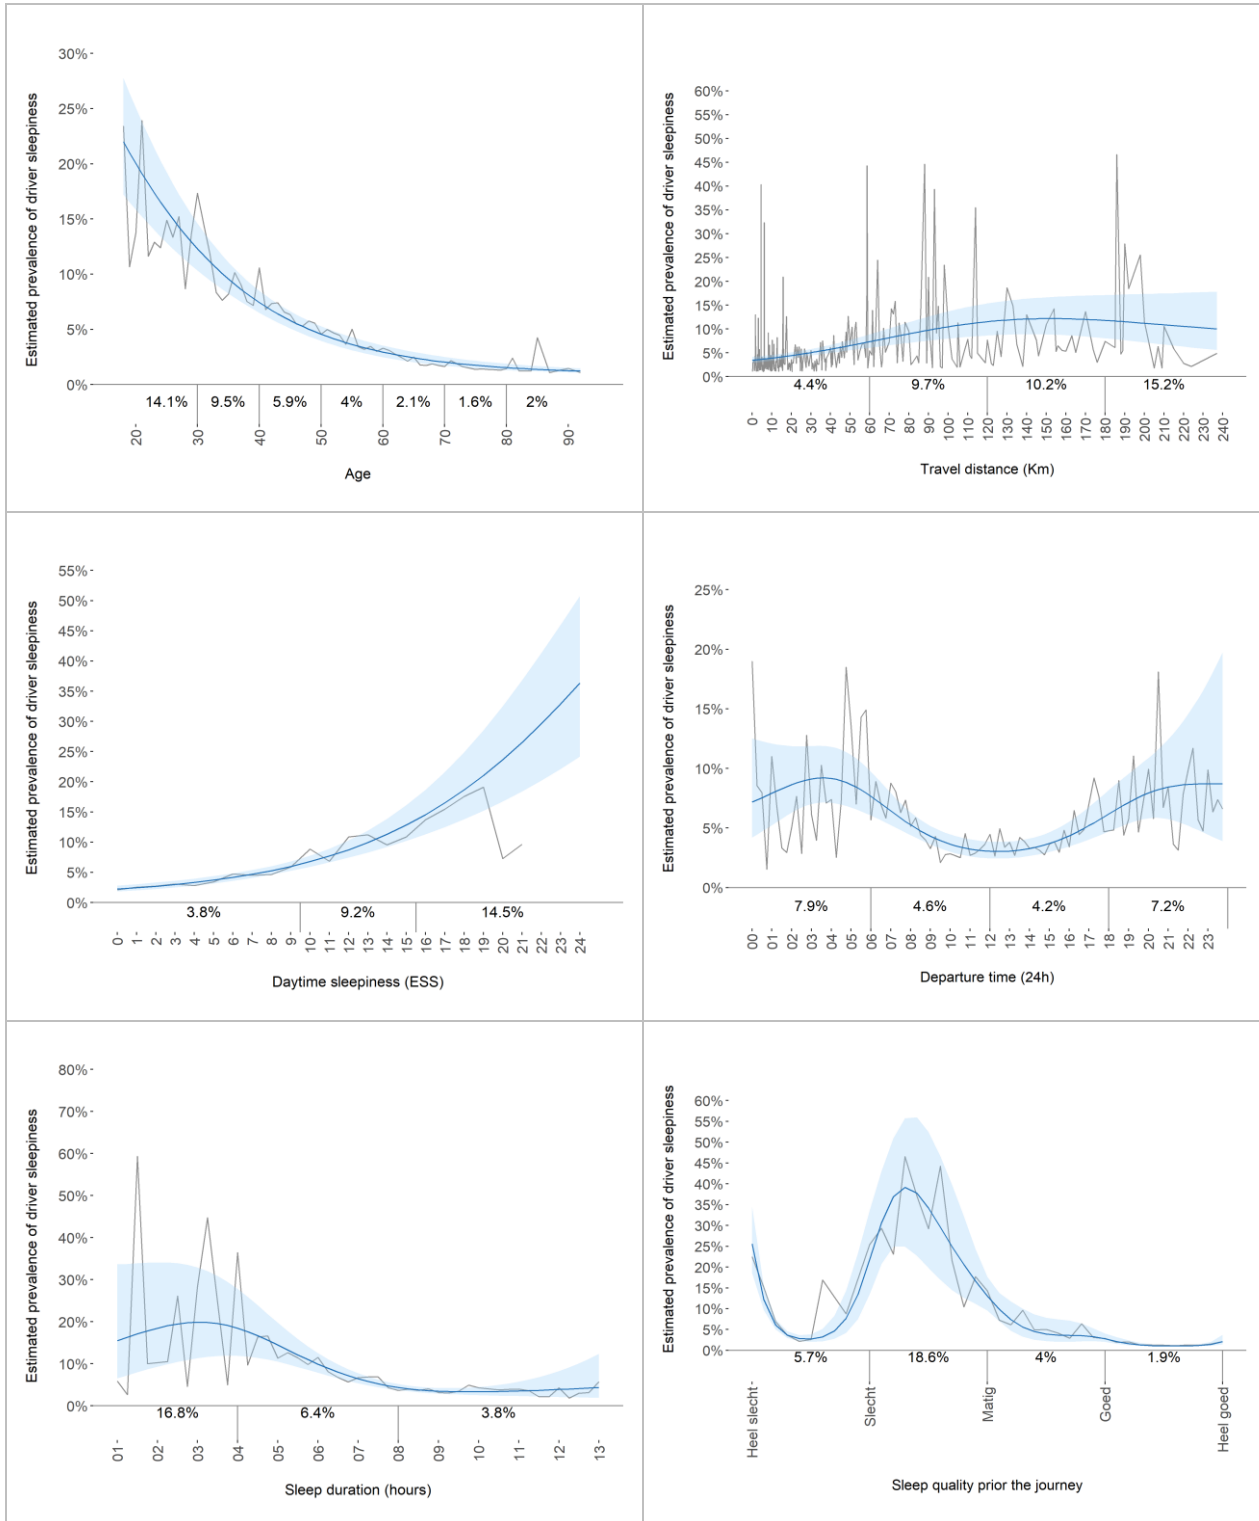 Estimated prevalence of driver sleepiness
30%
25%
20%
15%
10%
5%
0%
14.1% 9.5% 5.9% 4% 2.1% 1.6% 2%
20 30 40 50 60 70 80 90
Age
Estimated prevalence of driver sleepiness
60%
55%
50%
45%
40%
35%
30%
25%
20%
15%
10%
5%
0%
4.4% 9.7% 10.2% 15.2%
0 10 20 30 40 50 60 70 80 90 100 110 120 130 140 150 160 170 180 190 200 210 220 230 240
Travel distance (Km)
Estimated prevalence of driver sleepiness
55%
50%
45%
40%
35%
30%
25%
20%
15%
10%
5%
0%
3.8% 9.2% 14.5%
0 1 2 3 4 5 6 7 8 9 10 11 12 13 14 15 16 17 18 19 20 21 22 23 24
Daytime sleepiness (ESS)
Estimated prevalence of driver sleepiness
25%
20%
15%
10%
5%
0%
7.9% 4.6% 4.2% 7.2%
00 01 02 03 04 05 06 07 08 09 10 11 12 13 14 15 16 17 18 19 20 21 22 23
Departure time (24h)
Estimated prevalence of driver sleepiness
80%
70%
60%
50%
40%
30%
20%
10%
0%
16.8% 6.4% 3.8%
01 02 03 04 05 06 07 08 09 10 11 12 13
Sleep duration (hours)
Estimated prevalence of driver sleepiness
60%
55%
50%
45%
40%
35%
30%
25%
20%
15%
10%
5%
0%
5.7% 18.6% 4% 1.9%
Heel slecht Slecht Matig Goed Heel goed
Sleep quality prior the journey